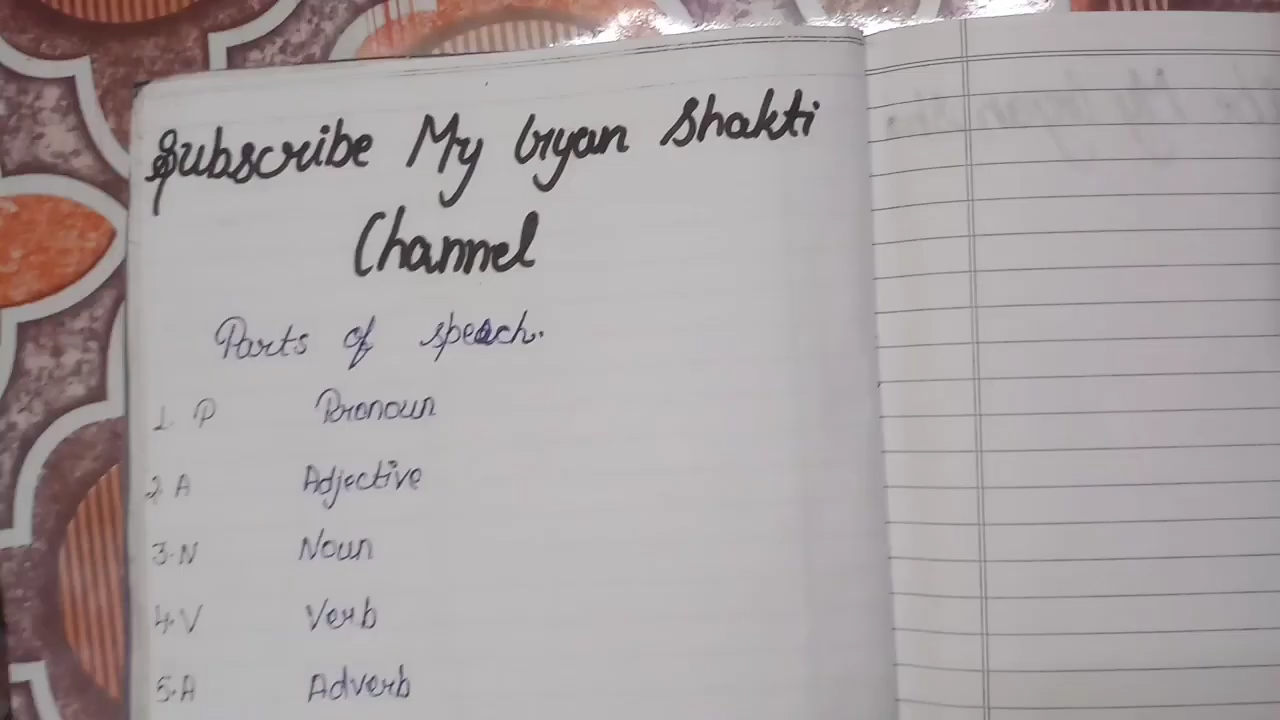 Subscribe My Gyan Shakti
Channel
Parts of speech.
1. P Pronoun
2. A Adjective
3. N Noun
4. V Verb
5. A Adverb